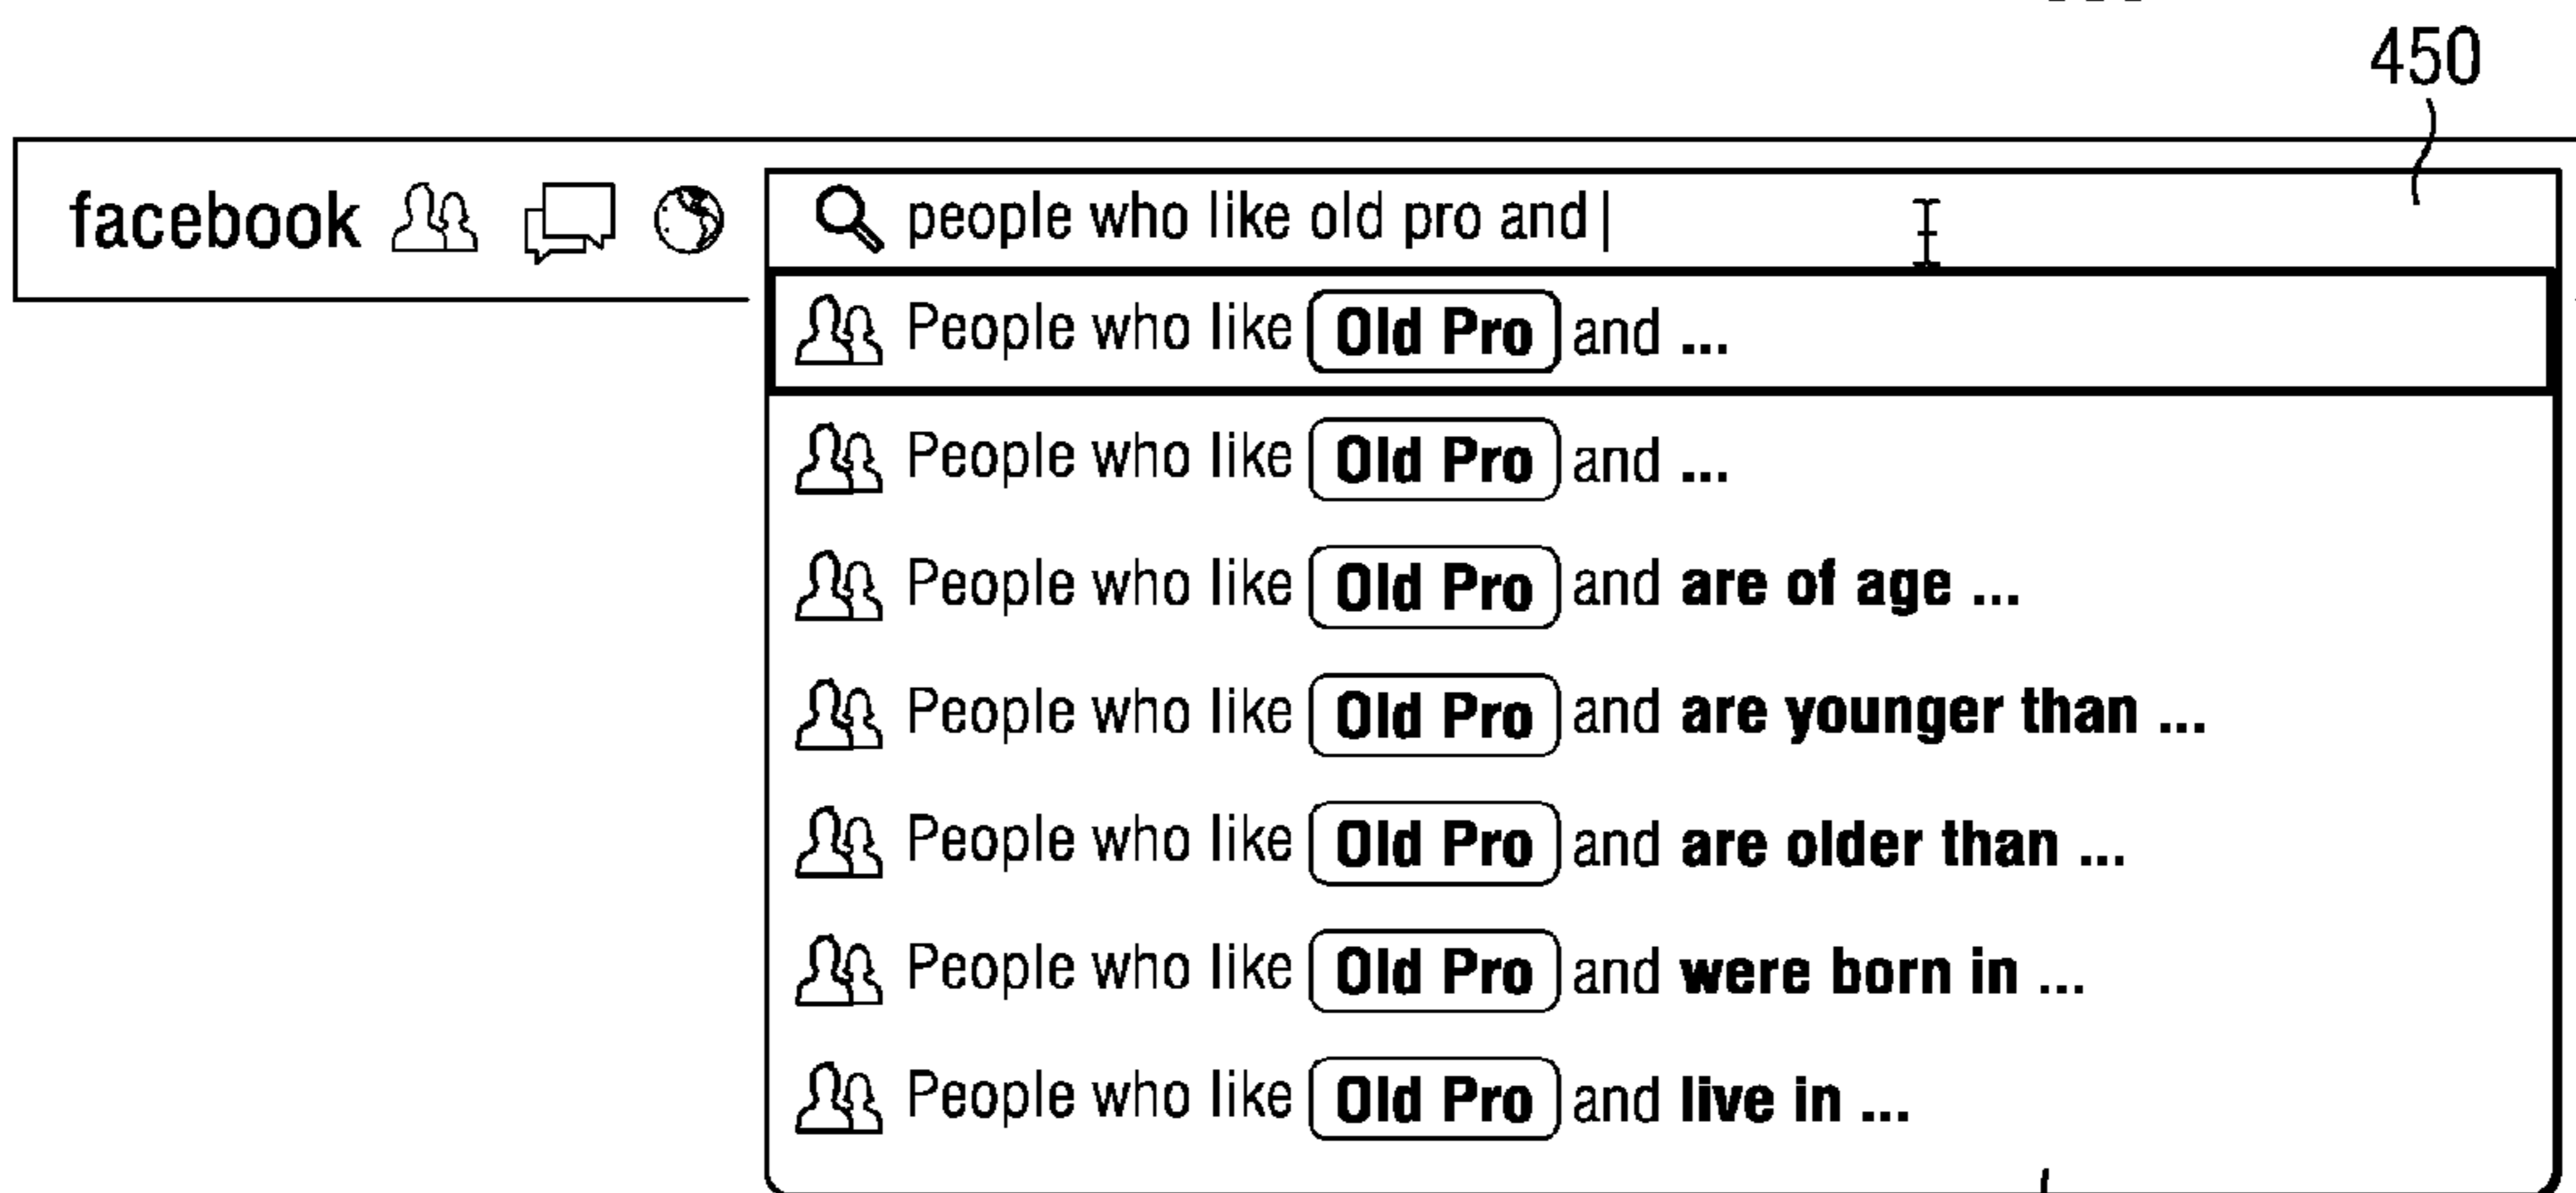 450
facebook people who like old pro and
People who like Old Pro and ...
People who like Old Pro and ...
People who like Old Pro and are of age ...
People who like Old Pro and are younger than ...
People who like Old Pro and are older than ...
People who like Old Pro and were born in ...
People who like Old Pro and live in ...